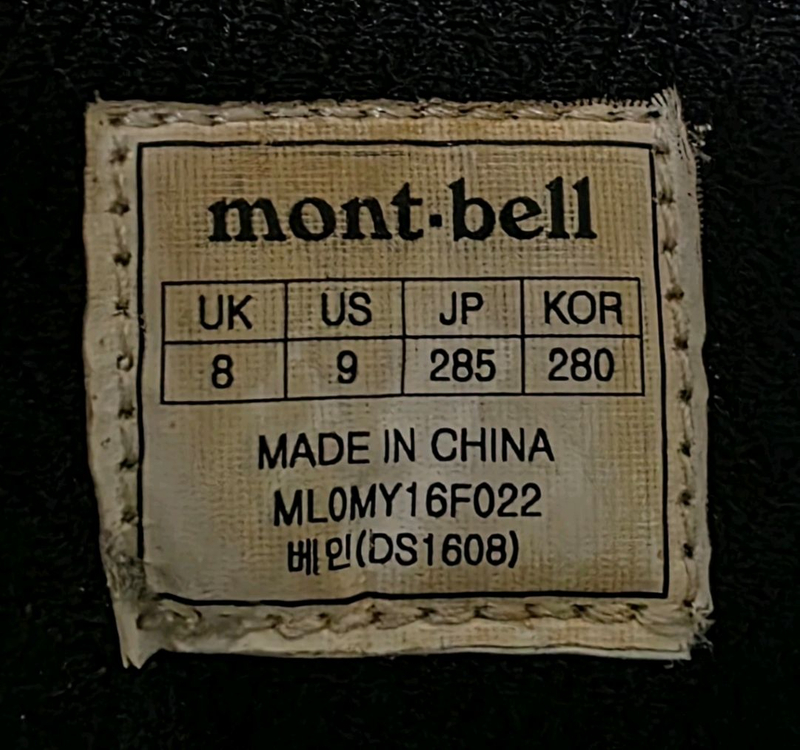 mont·bell
UK US JP KOR
8 9 285 280
MADE IN CHINA
ML0MY16F022
베인(DS1608)